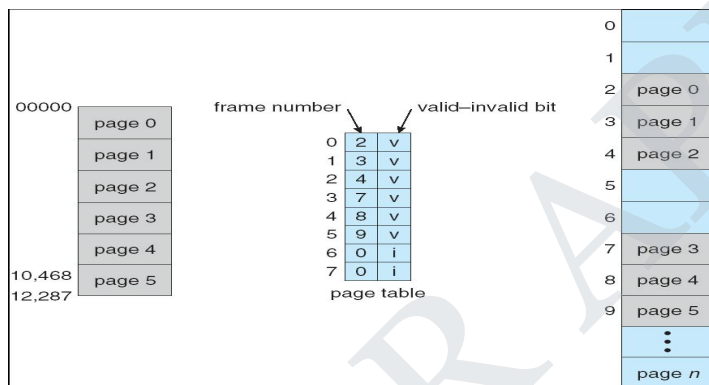 00000
page 0
page 1
page 2
page 3
page 4
10,468
page 5
12,287
frame number
valid–invalid bit
0 2 v
1 3 v
2 4 v
3 7 v
4 8 v
5 9 v
6 0 i
7 0 i
page table
0
1
2 page 0
3 page 1
4 page 2
5
6
7 page 3
8 page 4
9 page 5
page n